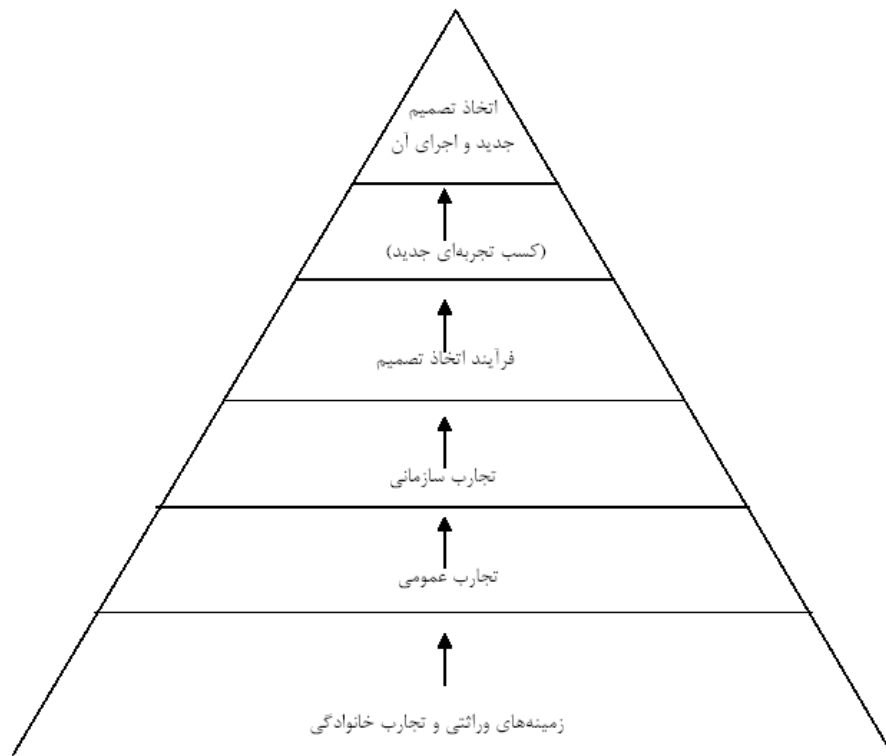 اتخاذ تصمیم
جدید و اجرای آن
(کسب تجربه‌ای جدید)
فرآیند اتخاذ تصمیم
تجارب سازمانی
تجارب عمومی
زمینه‌های وراثتی و تجارب خانوادگی